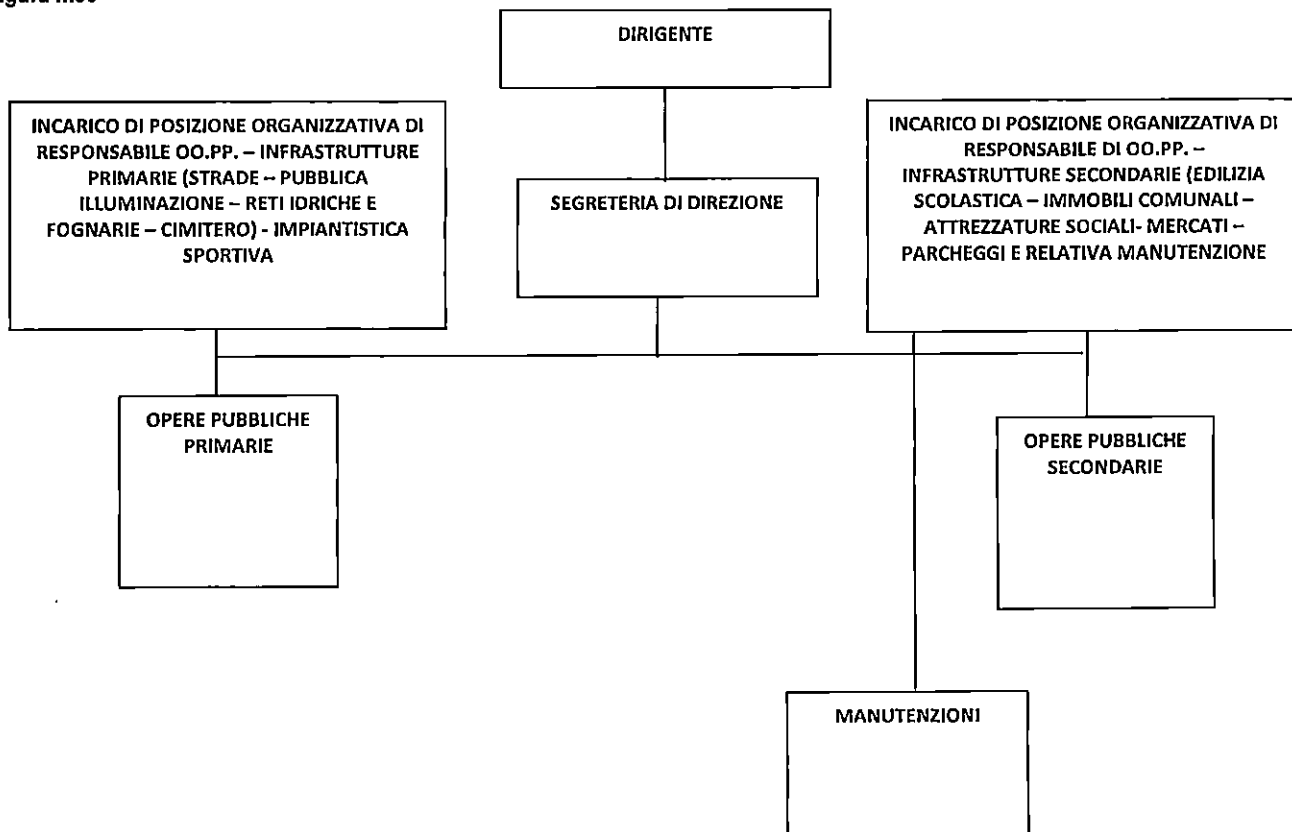 DIRIGENTE
INCARICO DI POSIZIONE ORGANIZZATIVA DI
RESPONSABILE OO.PP. – INFRASTRUTTURE
PRIMARIE (STRADE – PUBBLICA
ILLUMINAZIONE – RETI IDRICHE E
FOGNARIE – CIMITERO) - IMPIANTISTICA
SPORTIVA
SEGRETERIA DI DIREZIONE
INCARICO DI POSIZIONE ORGANIZZATIVA DI
RESPONSABILE DI OO.PP. –
INFRASTRUTTURE SECONDARIE (EDILIZIA
SCOLASTICA – IMMOBILI COMUNALI –
ATTREZZATURE SOCIALI- MERCATI –
PARCHEGGI E RELATIVA MANUTENZIONE
OPERE PUBBLICHE
PRIMARIE
OPERE PUBBLICHE
SECONDARIE
MANUTENZIONI